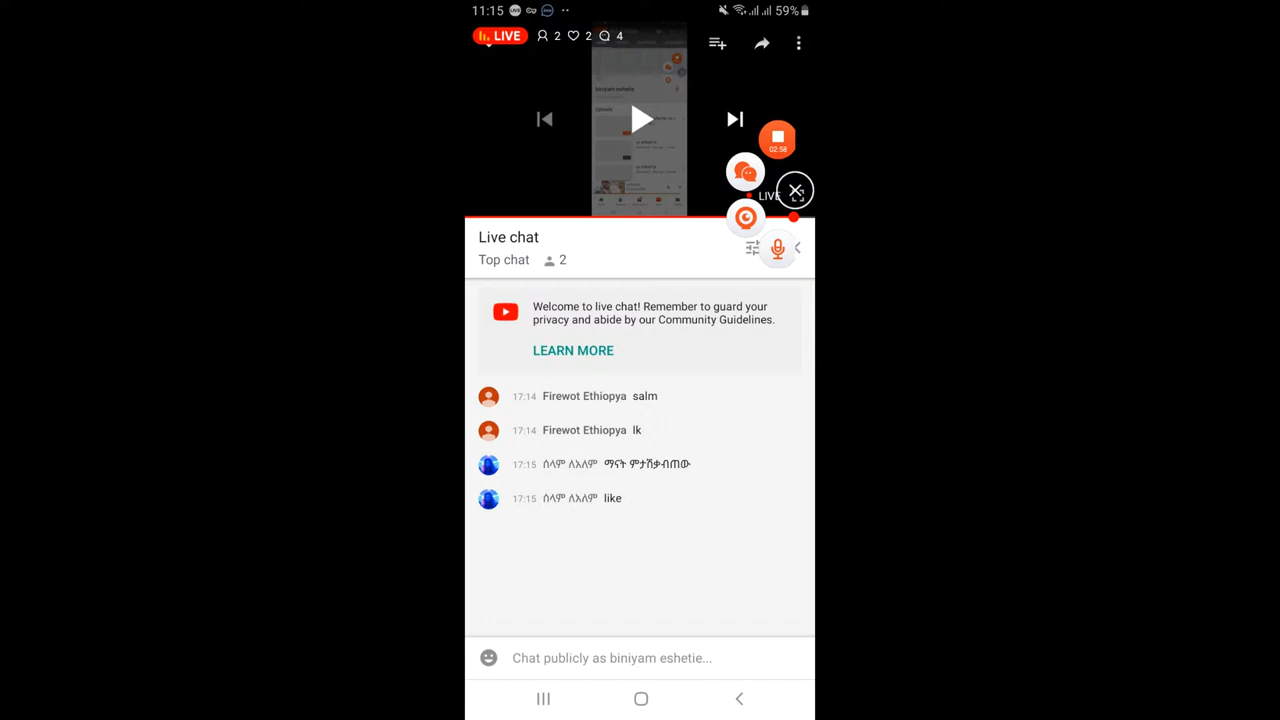 11:15 59%
LIVE 2 2 4
biniyam eshetie
02:58
LIVE
Live chat
Top chat 2
Welcome to live chat! Remember to guard your
privacy and abide by our Community Guidelines.
LEARN MORE
17:14 Firewot Ethiopya salm
17:14 Firewot Ethiopya lk
17:15 ሰላም ለአለም ማናት ምታሽቃብጠው
17:15 ሰላም ለአለም like
Chat publicly as biniyam eshetie...